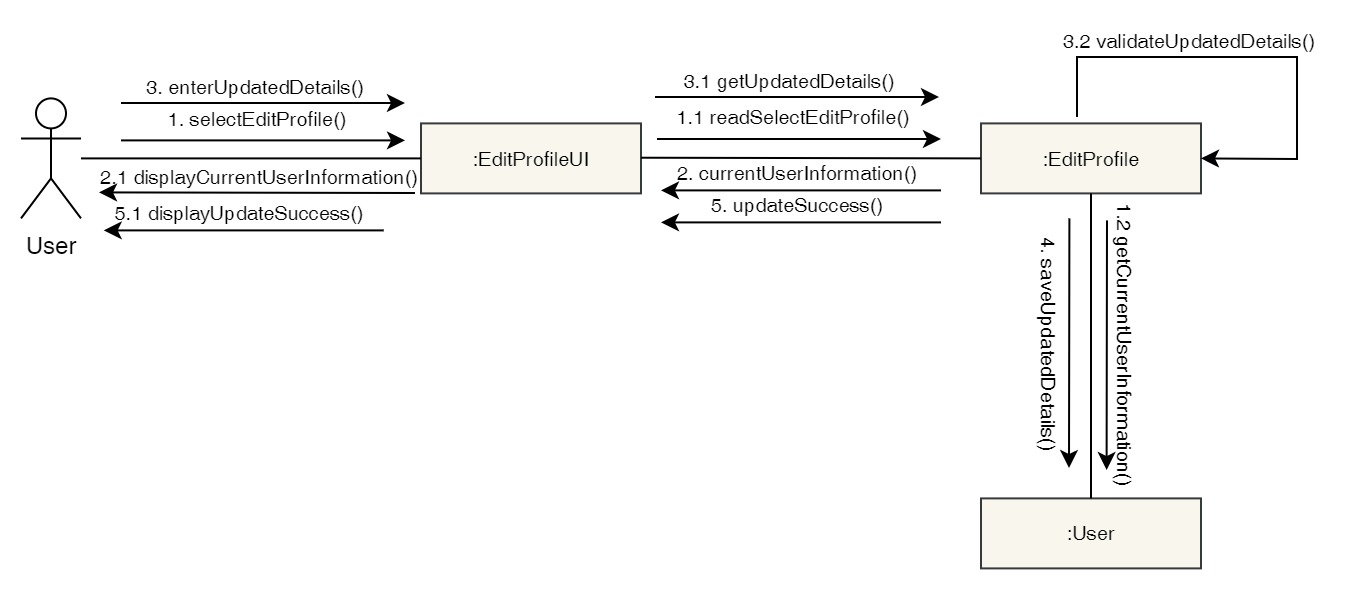 3.2 validateUpdatedDetails()
3. enterUpdatedDetails()
3.1 getUpdatedDetails()
1. selectEditProfile()
1.1 readSelectEditProfile()
:EditProfileUI
:EditProfile
2.1 displayCurrentUserInformation()
2. currentUserInformation()
5.1 displayUpdateSuccess()
5. updateSuccess()
User
4. saveUpdatedDetails()
1.2 getCurrentUserInformation()
:User